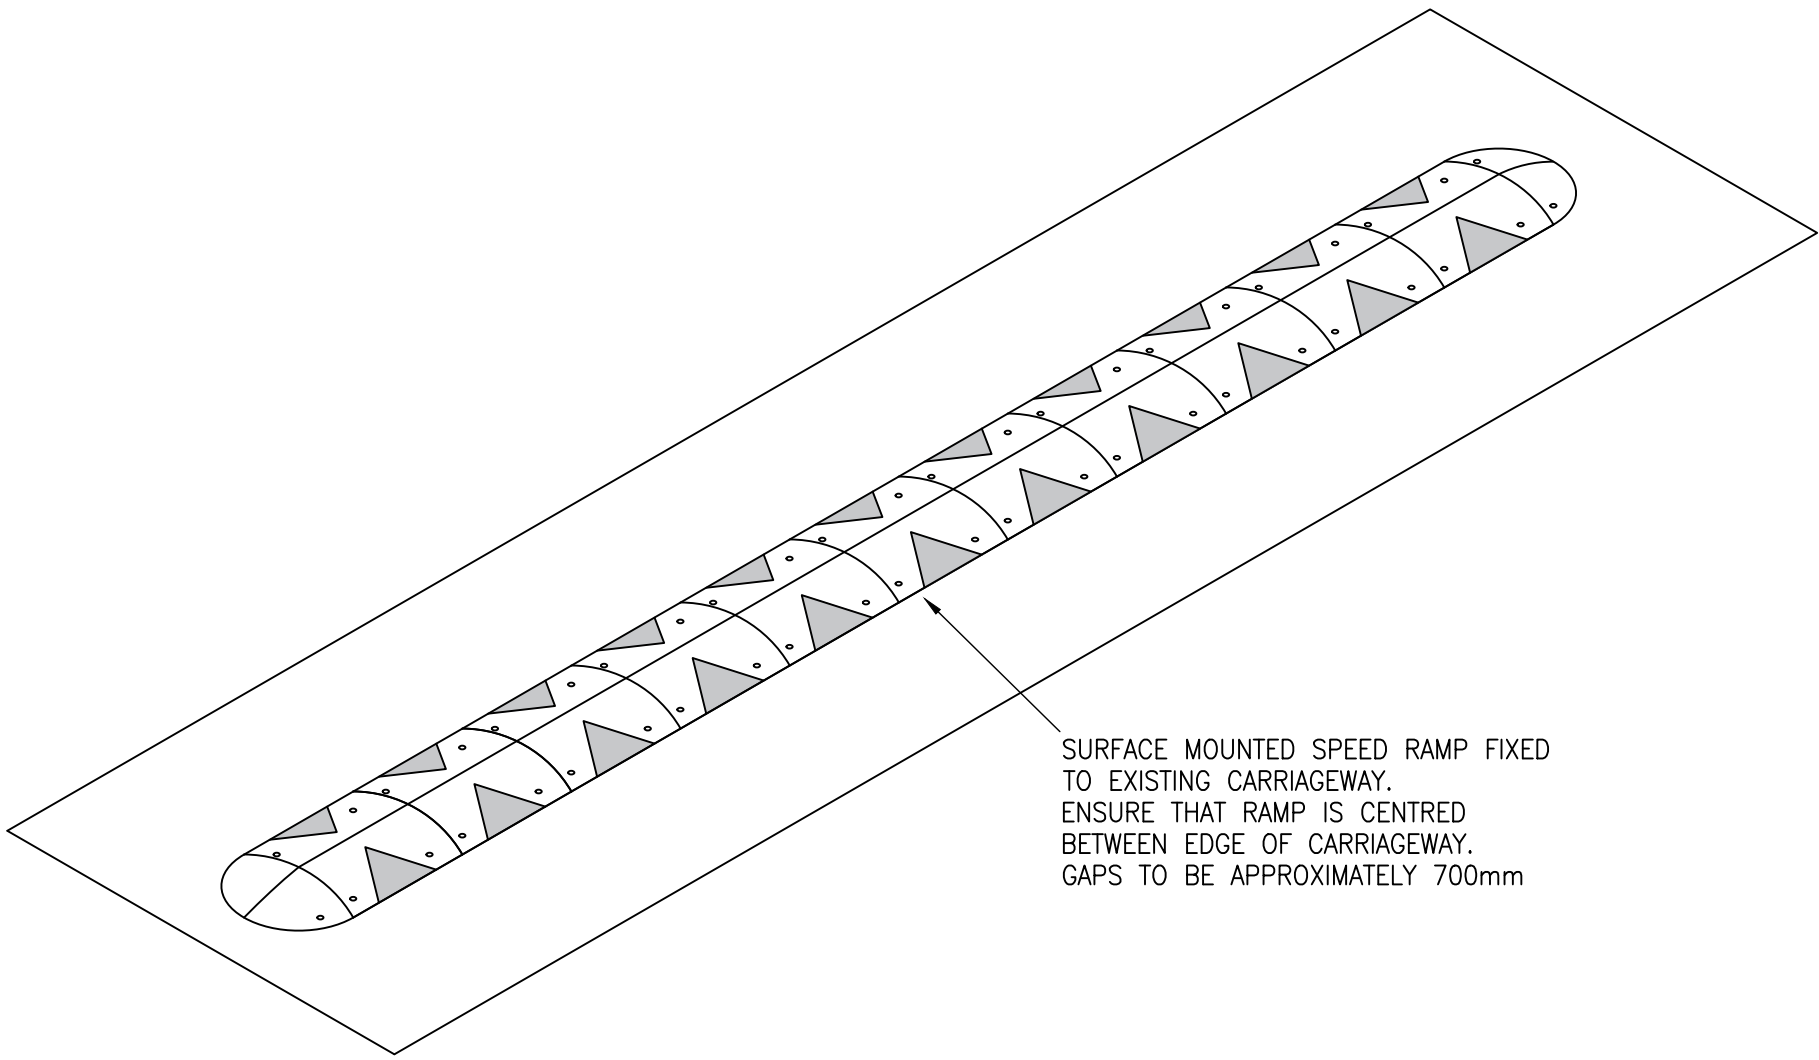 SURFACE MOUNTED SPEED RAMP FIXED
TO EXISTING CARRIAGEWAY.
ENSURE THAT RAMP IS CENTRED
BETWEEN EDGE OF CARRIAGEWAY.
GAPS TO BE APPROXIMATELY 700mm